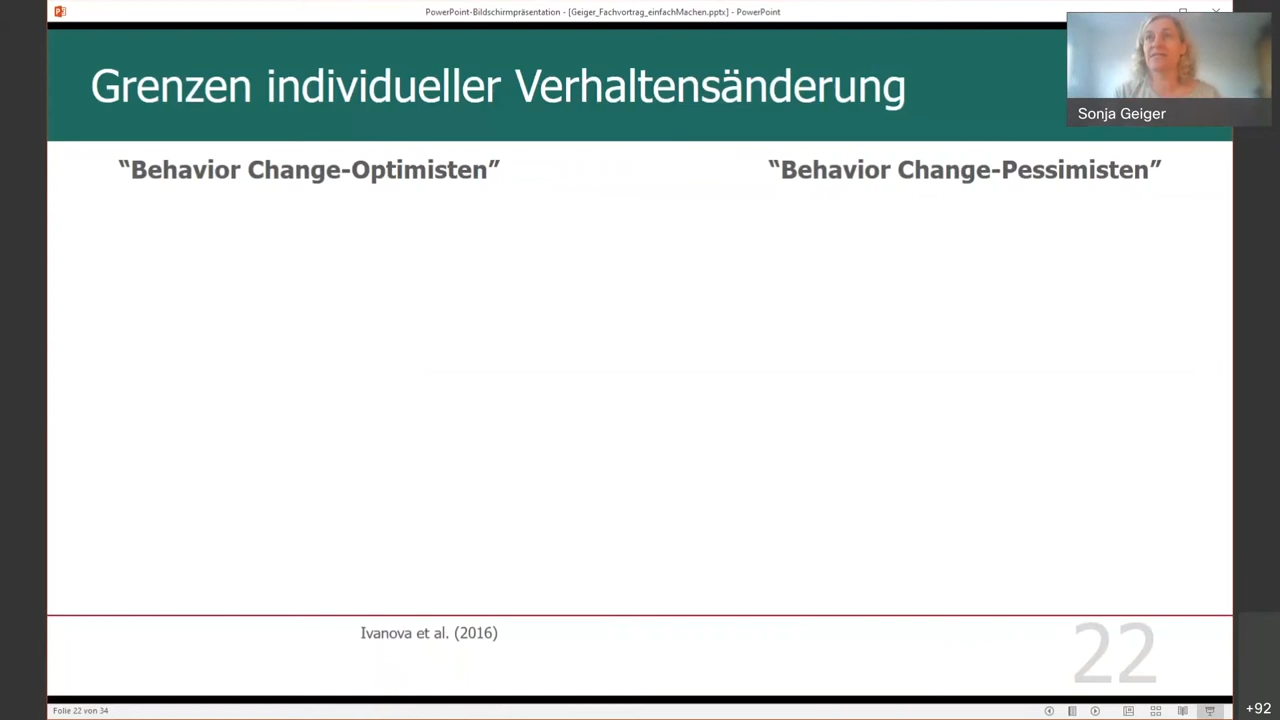 PowerPoint-Bildschirmpräsentation - [Geiger_Fachvortrag_einfachMachen.pptx] - PowerPoint
Grenzen individueller Verhaltensänderung
Sonja Geiger
“Behavior Change-Optimisten”
“Behavior Change-Pessimisten”
Ivanova et al. (2016)
22
Folie 22 von 34
+92